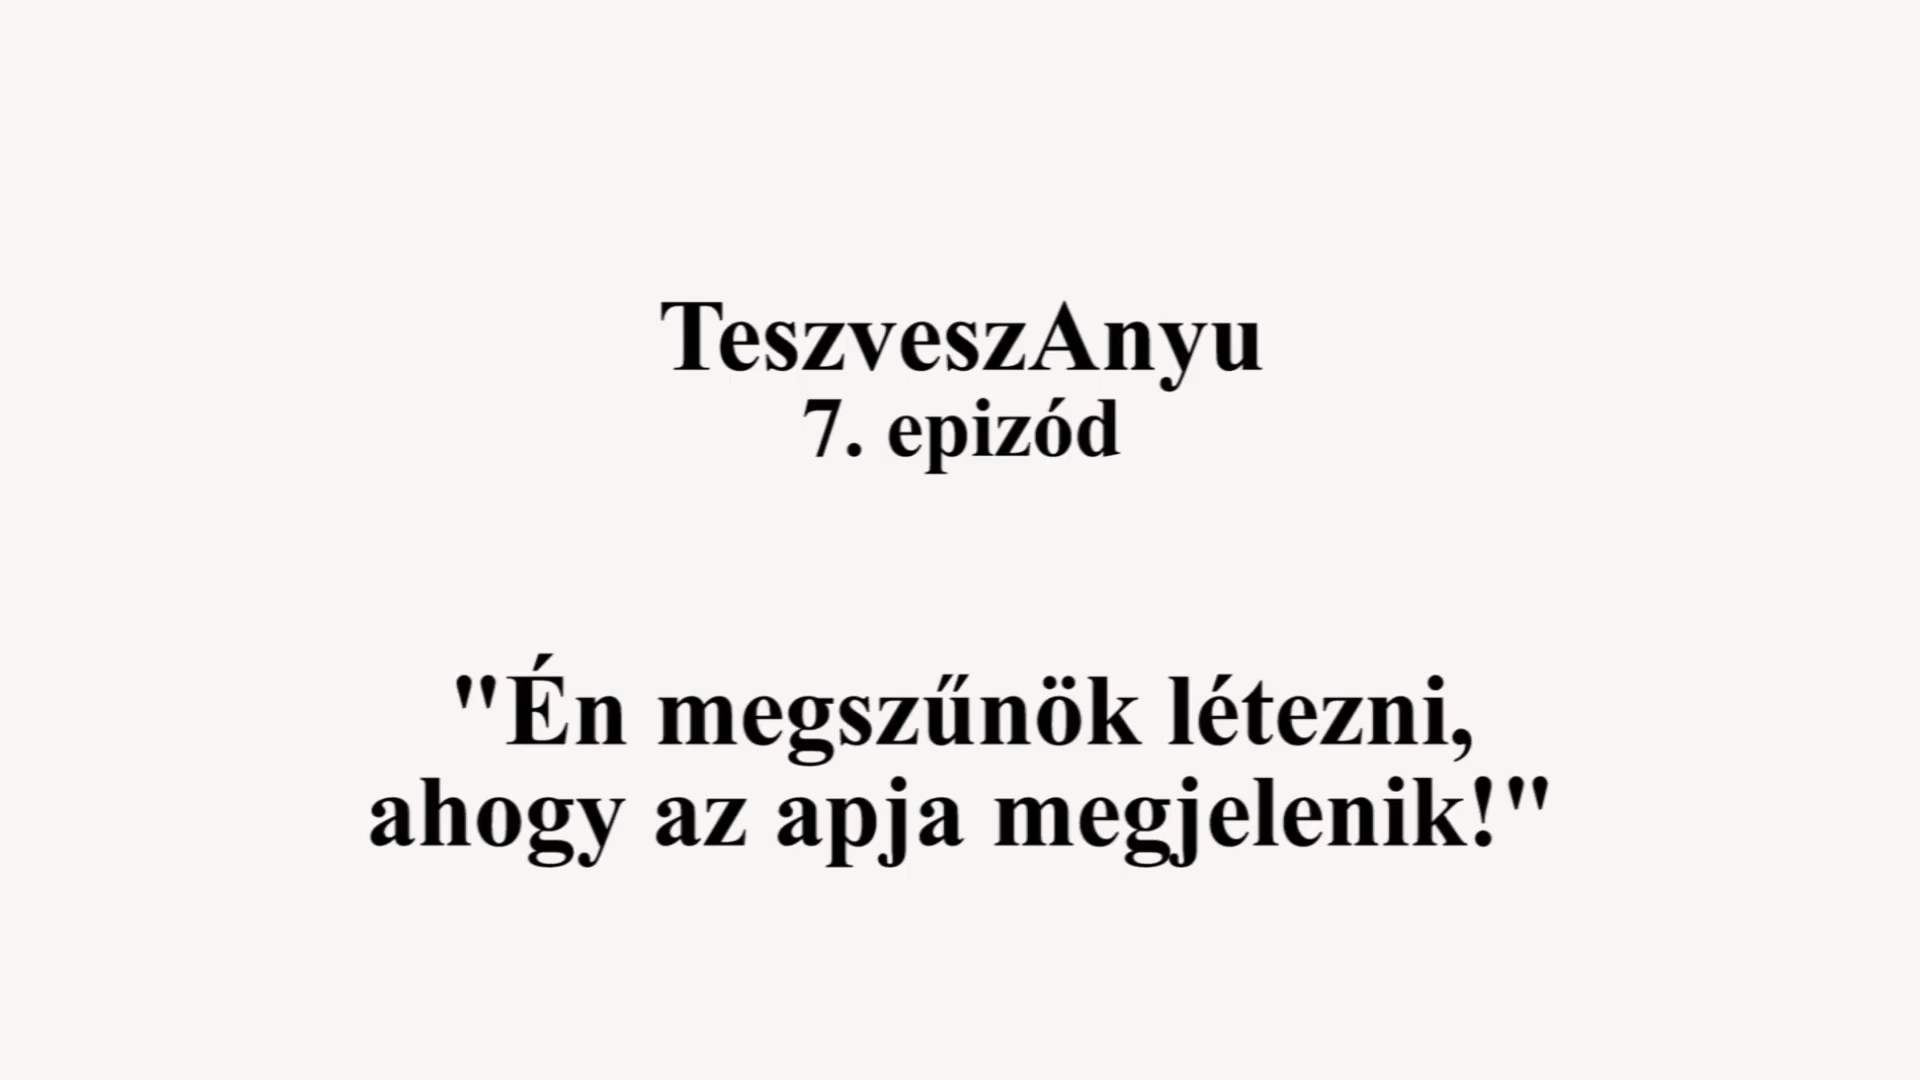 TeszveszAnyu
7. epizód
"Én megszűnök létezni,
ahogy az apja megjelenik!"